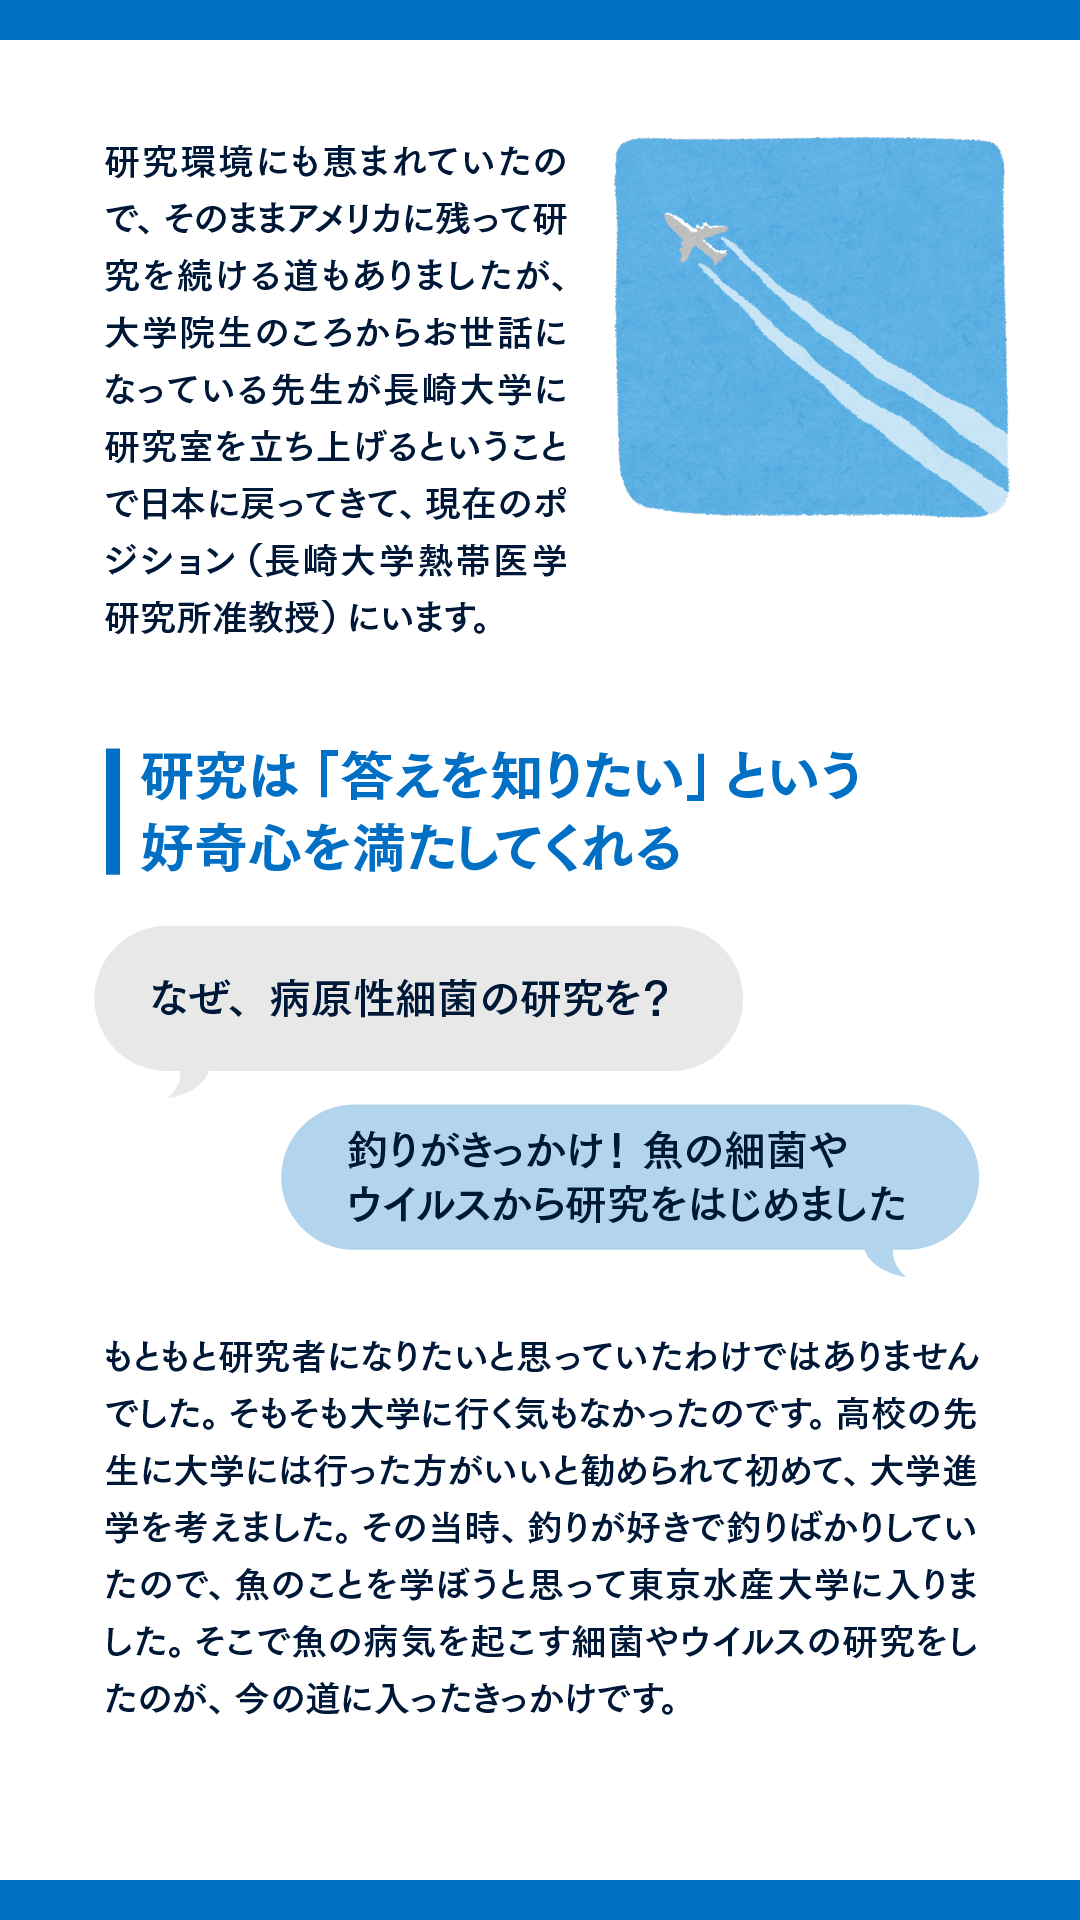 研究環境にも恵まれていたの
で、そのままアメリカに残って研
究を続ける道もありましたが、
大学院生のころからお世話に
なっている先生が長崎大学に
研究室を立ち上げるということ
で日本に戻ってきて、現在のポ
ジション（長崎大学熱帯医学
研究所准教授）にいます。
研究は「答えを知りたい」という
好奇心を満たしてくれる
なぜ、病原性細菌の研究を？
釣りがきっかけ！魚の細菌や
ウイルスから研究をはじめました
もともと研究者になりたいと思っていたわけではありません
でした。そもそも大学に行く気もなかったのです。高校の先
生に大学には行った方がいいと勧められて初めて、大学進
学を考えました。その当時、釣りが好きで釣りばかりしてい
たので、魚のことを学ぼうと思って東京水産大学に入りま
した。そこで魚の病気を起こす細菌やウイルスの研究をし
たのが、今の道に入ったきっかけです。